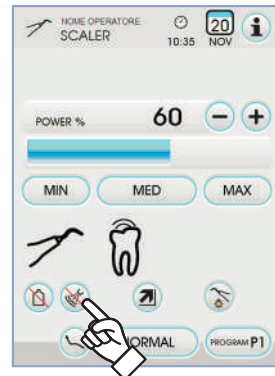 NOME OPERATORE
SCALER
10:35
20
NOV
i
POWER %
60
MIN
MED
MAX
NORMAL
PROGRAM P1